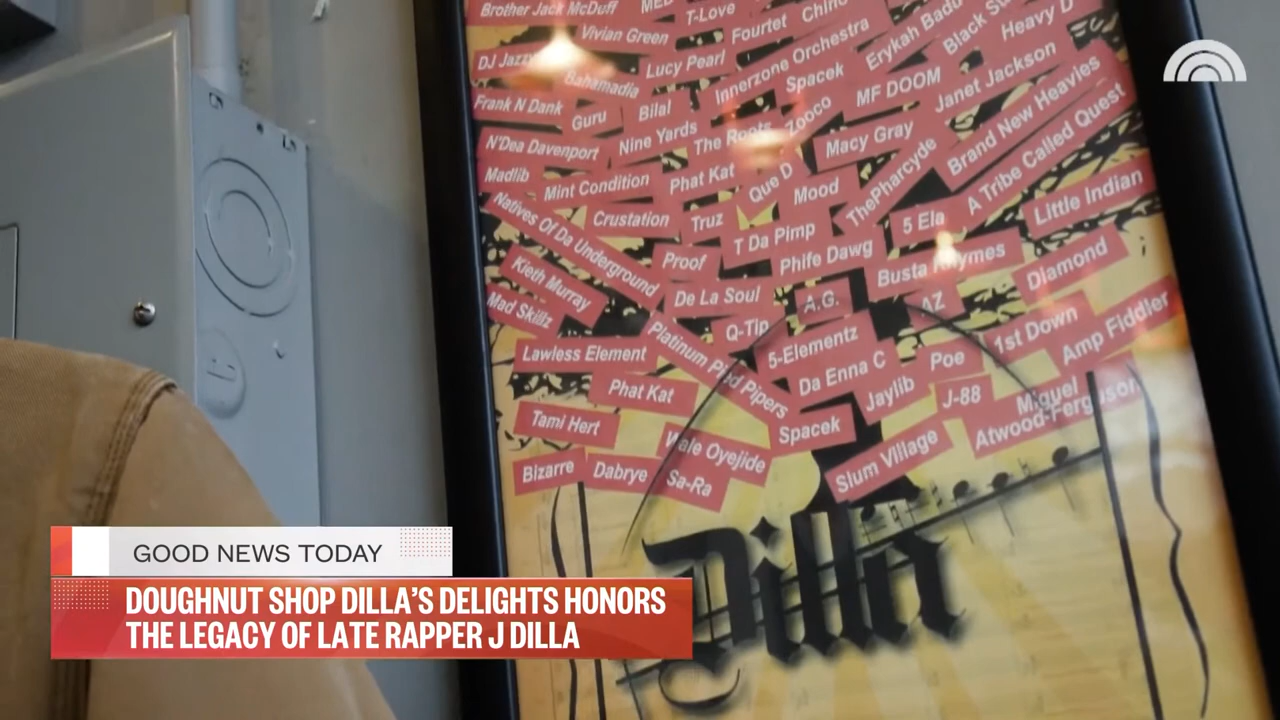 Brother Jack McDuff
T-Love
Vivian Green
Fourtet
Erykah Badu
Heavy D
DJ Jazzy
Bahamadia
Lucy Pearl
Innerzone Orchestra
Spacek
MF DOOM
Janet Jackson
Frank N Dank
Guru
Bilal
Nine Yards
The Roots
Macy Gray
Brand New Heavies
N'Dea Davenport
Madlib
Mint Condition
Phat Kat
Que D
Mood
ThePharcyde
A Tribe Called Quest
Natives Of Da Underground
Crustation
Truz
T Da Pimp
5 Ela
Little Indian
Kieth Murray
Proof
Phife Dawg
Busta
Diamond
Mad Skillz
De La Soul
A.G.
AZ
Platinum Pied Pipers
Q-Tip
5-Elementz
1st Down
Amp Fiddler
Lawless Element
Da Enna C
Poe
Phat Kat
Jaylib
J-88
Miguel
Atwood-Ferguson
Tami Hert
Wale Oyejide
Spacek
Slum VIllage
Bizarre
Dabrye
Sa-Ra
Dilla
GOOD NEWS TODAY
DOUGHNUT SHOP DILLA'S DELIGHTS HONORS
THE LEGACY OF LATE RAPPER J DILLA